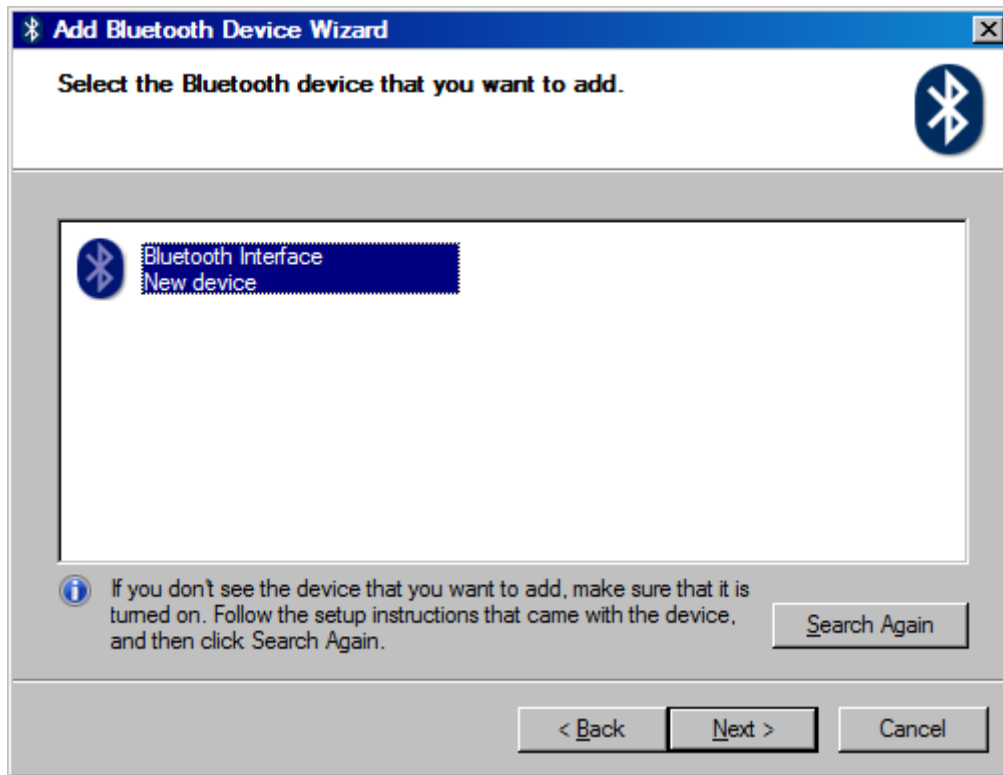 Add Bluetooth Device Wizard
Select the Bluetooth device that you want to add.
Bluetooth Interface
New device
If you don't see the device that you want to add, make sure that it is
turned on. Follow the setup instructions that came with the device,
and then click Search Again.
Search Again
< Back
Next >
Cancel